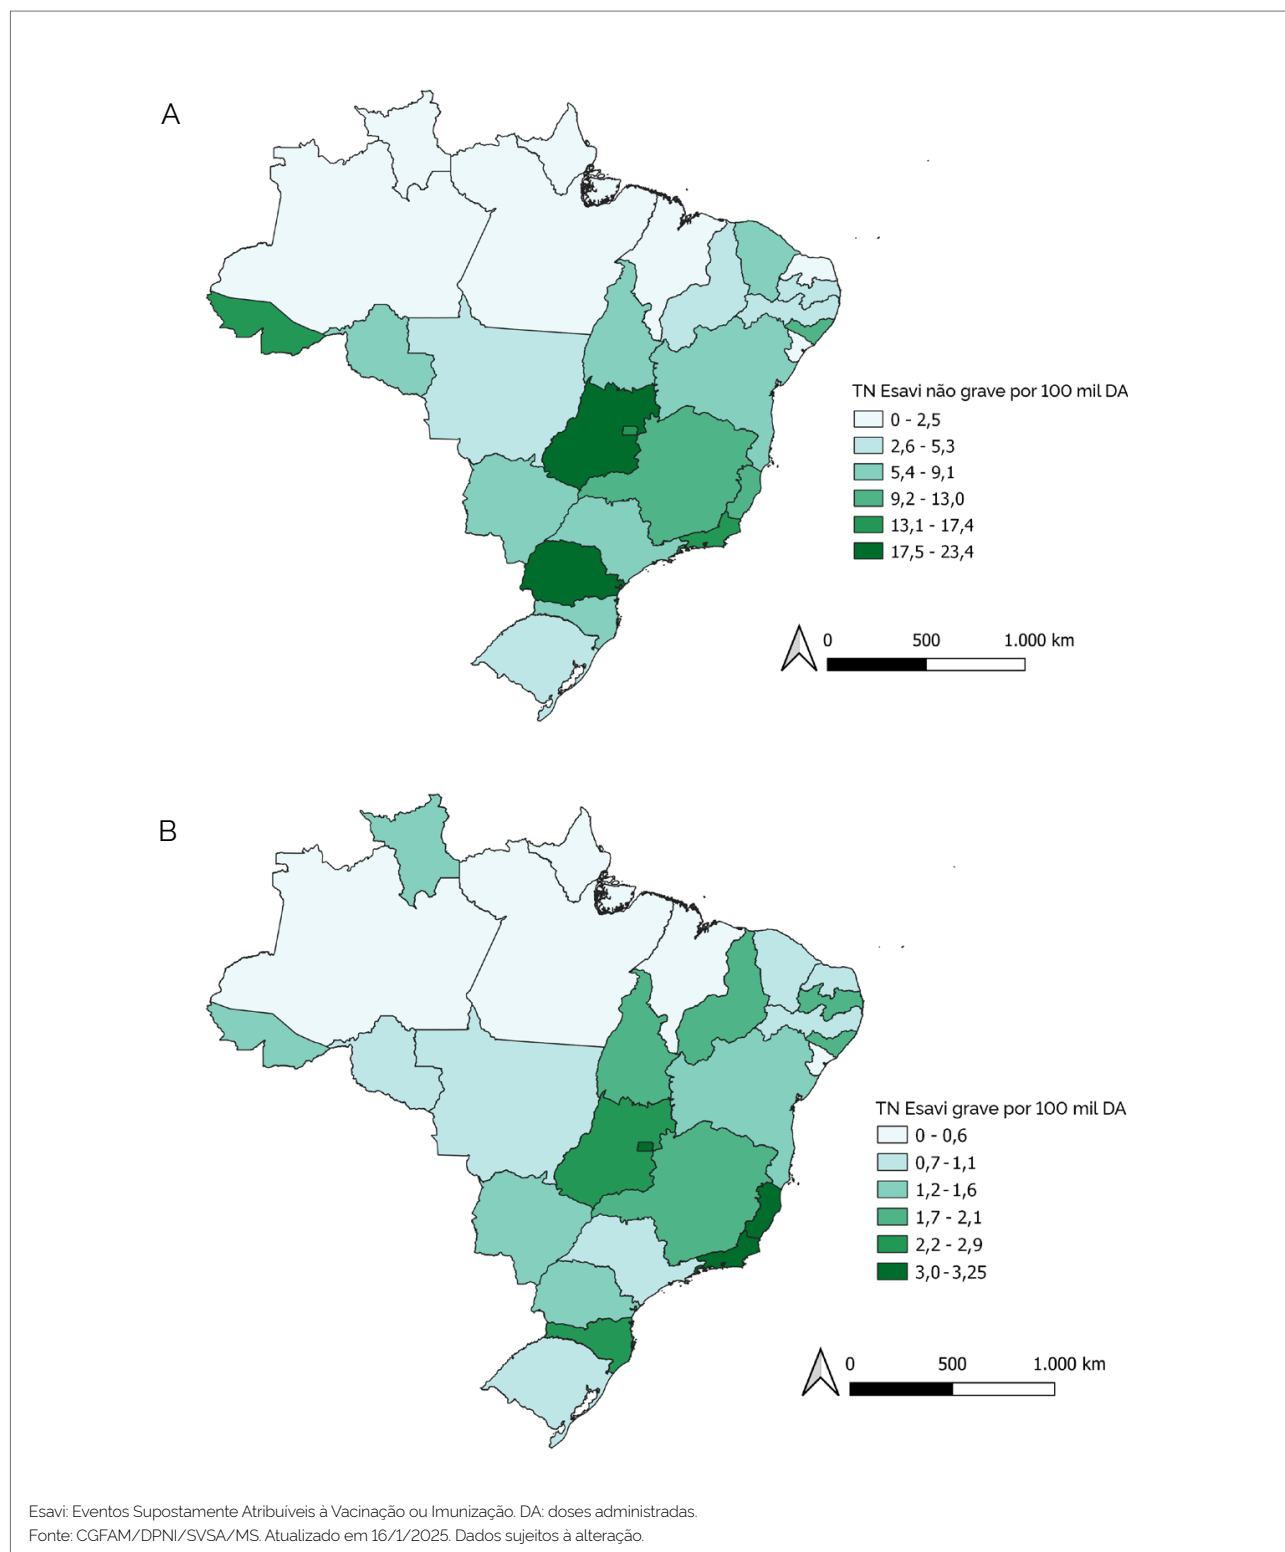 A
TN Esavi não grave por 100 mil DA
0 - 2,5
2,6 - 5,3
5,4 - 9,1
9,2 - 13,0
13,1 - 17,4
17,5 - 23,4
0 500 1.000 km
B
TN Esavi grave por 100 mil DA
0 - 0,6
0,7 - 1,1
1,2 - 1,6
1,7 - 2,1
2,2 - 2,9
3,0 - 3,25
0 500 1.000 km
Esavi: Eventos Supostamente Atribuíveis à Vacinação ou Imunização. DA: doses administradas.
Fonte: CGFAM/DPNI/SVSA/MS. Atualizado em 16/1/2025. Dados sujeitos à alteração.